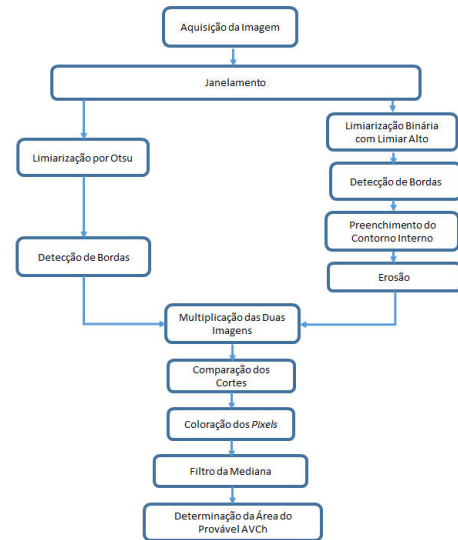 Aquisição da Imagem
Janelamento
Limiarização por Otsu
Detecção de Bordas
Limiarização Binária
com Limiar Alto
Detecção de Bordas
Preenchimento do
Contorno Interno
Erosão
Multiplicação das Duas
Imagens
Comparação dos
Cortes
Coloração dos Pixels
Filtro da Mediana
Determinação da Área do
Provável AVCh